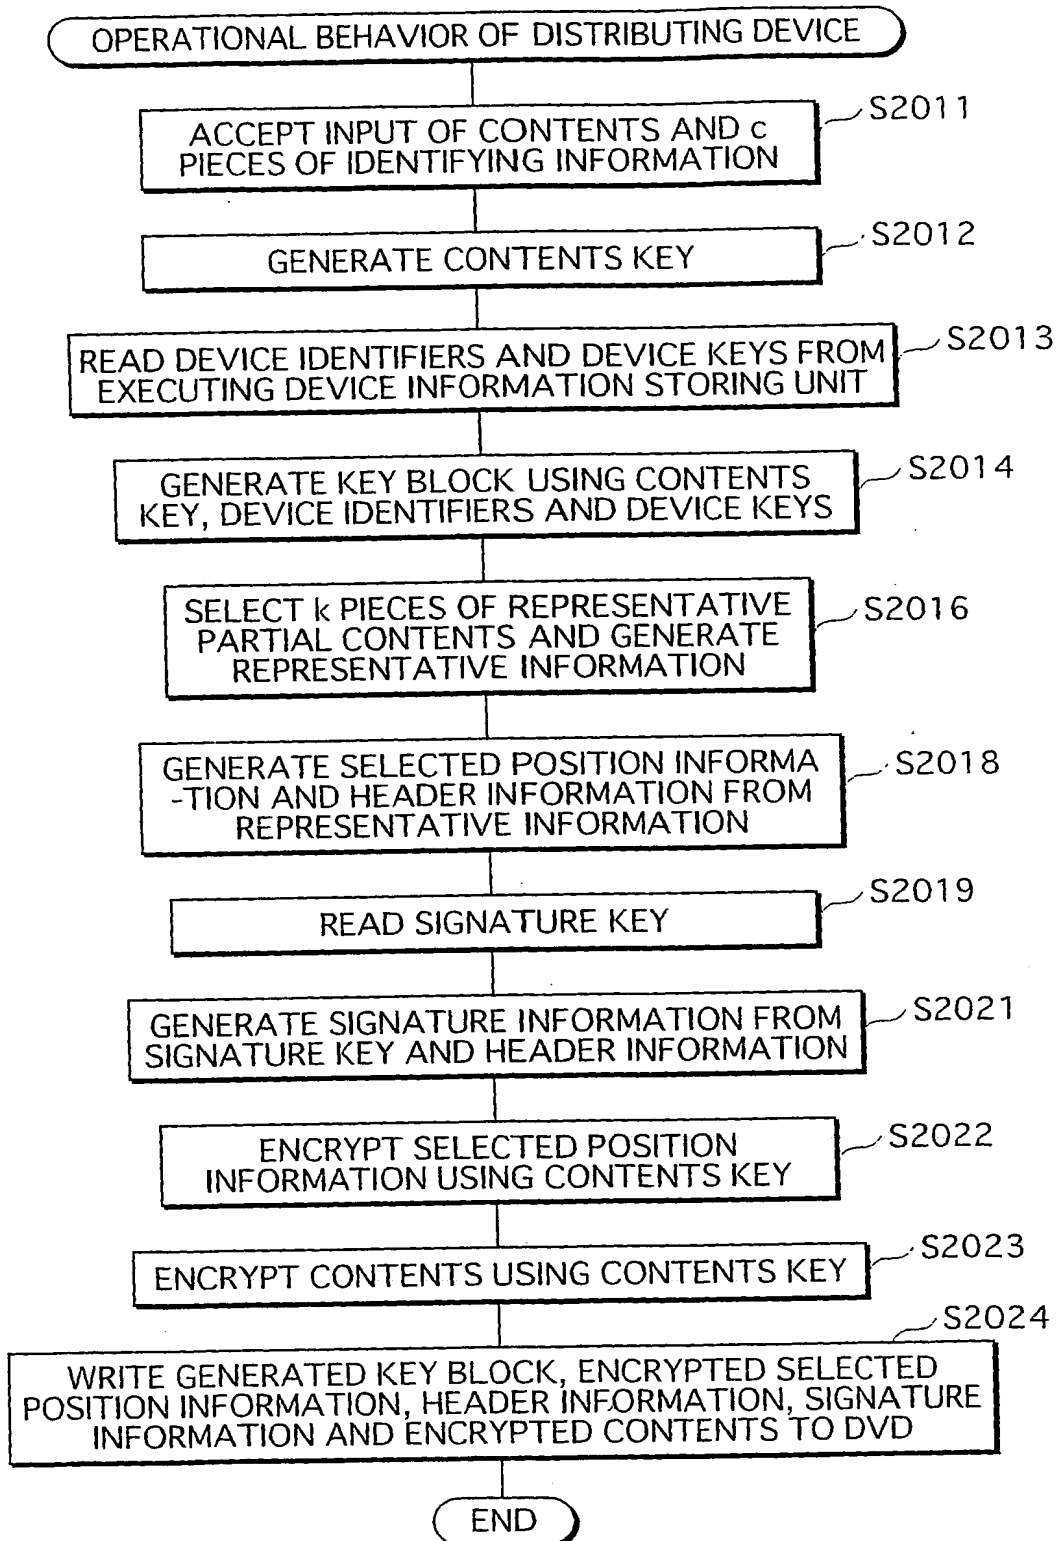 OPERATIONAL BEHAVIOR OF DISTRIBUTING DEVICE
S2011
ACCEPT INPUT OF CONTENTS AND c
PIECES OF IDENTIFYING INFORMATION
S2012
GENERATE CONTENTS KEY
S2013
READ DEVICE IDENTIFIERS AND DEVICE KEYS FROM
EXECUTING DEVICE INFORMATION STORING UNIT
S2014
GENERATE KEY BLOCK USING CONTENTS
KEY, DEVICE IDENTIFIERS AND DEVICE KEYS
S2016
SELECT k PIECES OF REPRESENTATIVE
PARTIAL CONTENTS AND GENERATE
REPRESENTATIVE INFORMATION
S2018
GENERATE SELECTED POSITION INFORMA
-TION AND HEADER INFORMATION FROM
REPRESENTATIVE INFORMATION
S2019
READ SIGNATURE KEY
S2021
GENERATE SIGNATURE INFORMATION FROM
SIGNATURE KEY AND HEADER INFORMATION
S2022
ENCRYPT SELECTED POSITION
INFORMATION USING CONTENTS KEY
S2023
ENCRYPT CONTENTS USING CONTENTS KEY
S2024
WRITE GENERATED KEY BLOCK, ENCRYPTED SELECTED
POSITION INFORMATION, HEADER INFORMATION, SIGNATURE
INFORMATION AND ENCRYPTED CONTENTS TO DVD
END